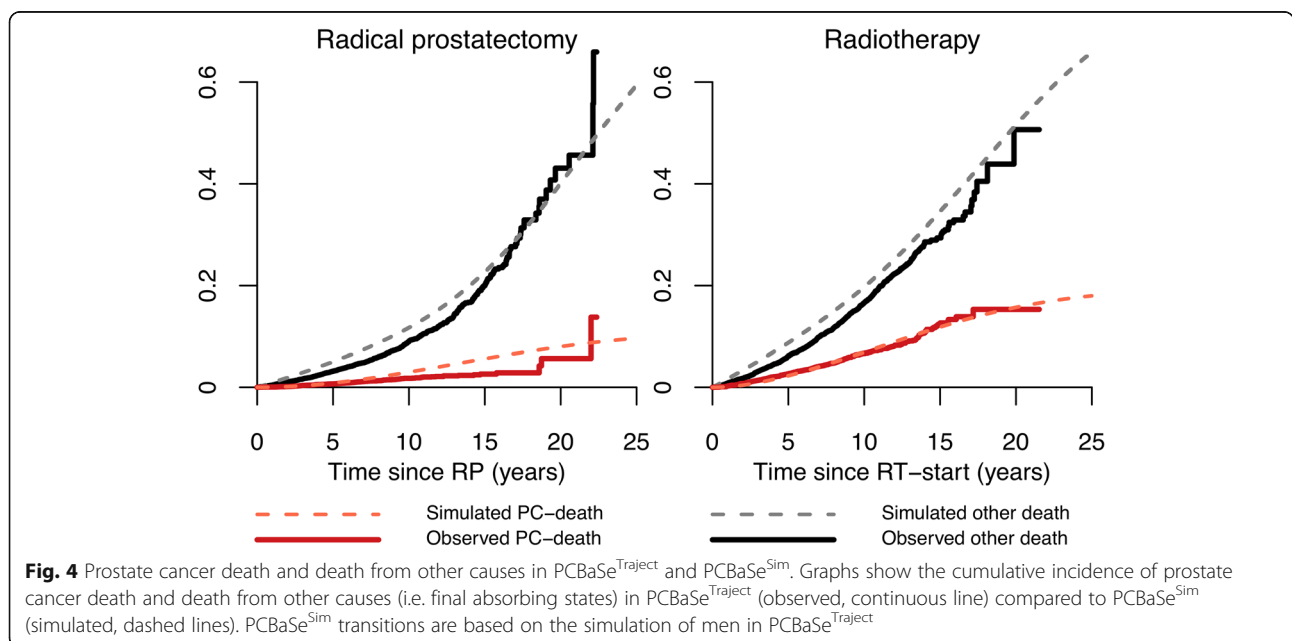 Radical prostatectomy
Radiotherapy
0.6
0.4
0.2
0
0 5 10 15 20 25
Time since RP (years)
0.6
0.4
0.2
0
0 5 10 15 20 25
Time since RT−start (years)
Simulated PC−death
Observed PC−death
Simulated other death
Observed other death
Fig. 4 Prostate cancer death and death from other causes in PCBaSeTraject and PCBaSeSim. Graphs show the cumulative incidence of prostate
cancer death and death from other causes (i.e. final absorbing states) in PCBaSeTraject (observed, continuous line) compared to PCBaSeSim
(simulated, dashed lines). PCBaSeSim transitions are based on the simulation of men in PCBaSeTraject